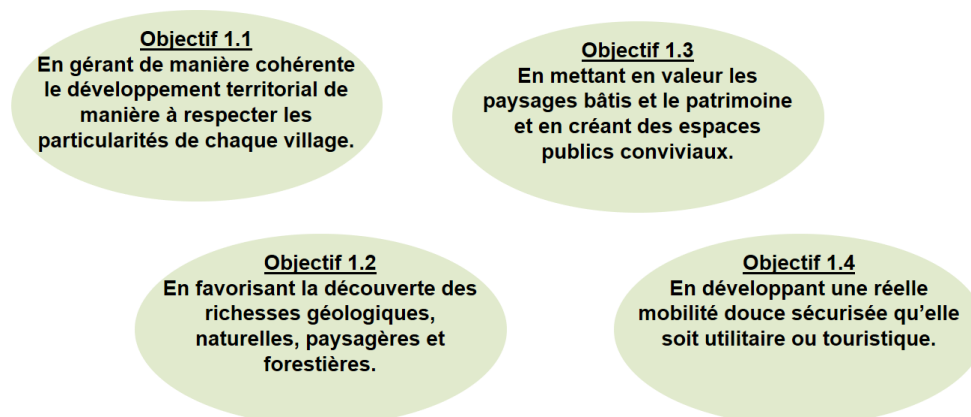 Objectif 1.1
En gérant de manière cohérente
le développement territorial de
manière à respecter les
particularités de chaque village.
Objectif 1.3
En mettant en valeur les
paysages bâtis et le patrimoine
et en créant des espaces
publics conviviaux.
Objectif 1.2
En favorisant la découverte des
richesses géologiques,
naturelles, paysagères et
forestières.
Objectif 1.4
En développant une réelle
mobilité douce sécurisée qu'elle
soit utilitaire ou touristique.